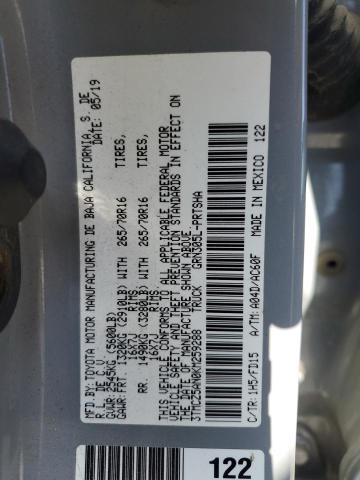 MFD.BY:TOYOTA MOTOR MANUFACTURING DE BAJA CALIFORNIA, S. DE
R.L. DE C.V. DATE: 05/19
GVWR: 2545KG (5600LB)
GAWR: FRT. 1320KG (2910LB) WITH 265/70R16 TIRES,
16X7J RIMS,
RR. 1490KG (3280LB) WITH 265/70R16 TIRES,
16X7J RIMS
THIS VEHICLE CONFORMS TO ALL APPLICABLE FEDERAL MOTOR
VEHICLE SAFETY AND THEFT PREVENTION STANDARDS IN EFFECT ON
THE DATE OF MANUFACTURE SHOWN ABOVE.
3TMCZ5AN0KM259288 TRUCK GRN305L-PRTSHA
C/TR: 1H5/FD15 A/TM: A04D/AC60F MADE IN MEXICO 122
122